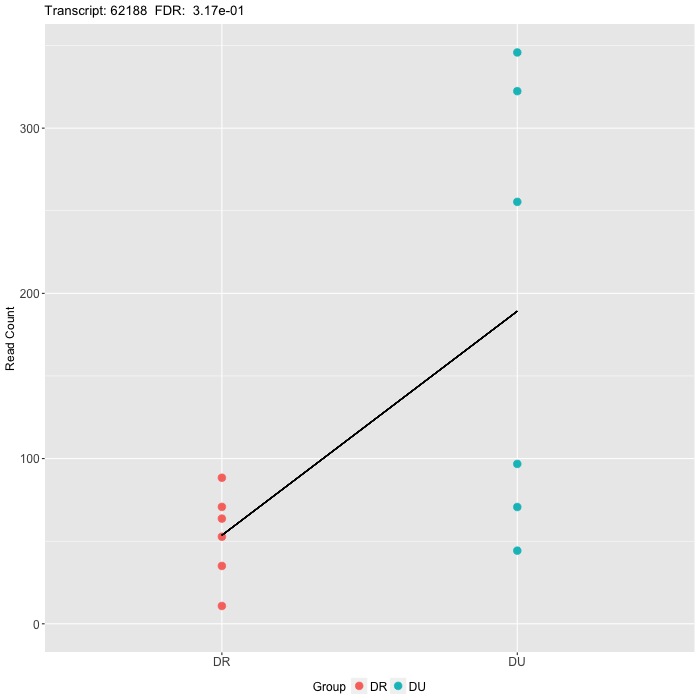 Transcript: 62188  FDR:  3.17e-01
Read Count
300
200
100
0
DR DU
Group DR DU